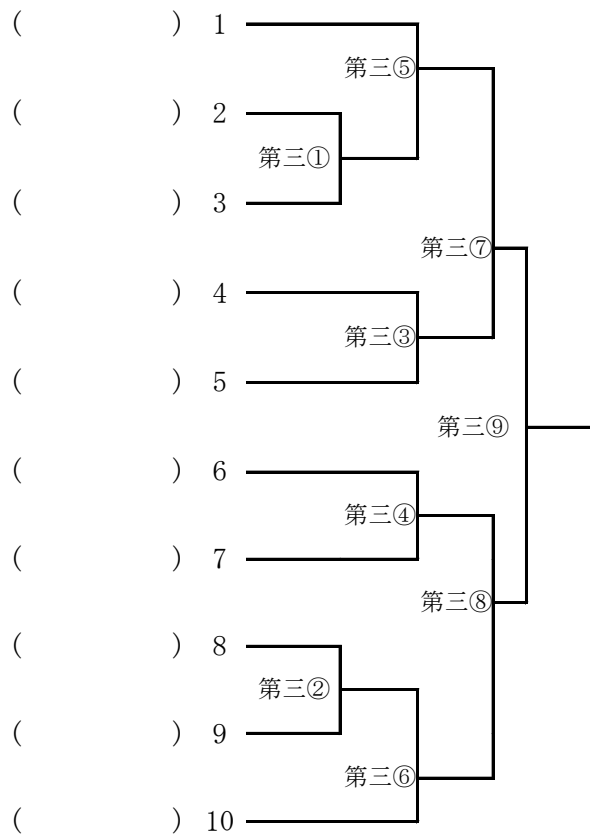 ( ) 1
第三⑤
( ) 2
第三①
( ) 3
第三⑦
( ) 4
第三③
( ) 5
第三⑨
( ) 6
第三④
( ) 7
第三⑧
( ) 8
第三②
( ) 9
第三⑥
( ) 10